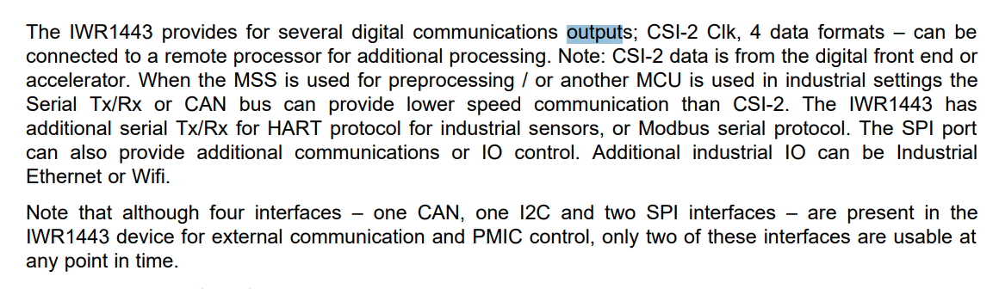 The IWR1443 provides for several digital communications outputs; CSI-2 Clk, 4 data formats – can be
connected to a remote processor for additional processing. Note: CSI-2 data is from the digital front end or
accelerator. When the MSS is used for preprocessing / or another MCU is used in industrial settings the
Serial Tx/Rx or CAN bus can provide lower speed communication than CSI-2. The IWR1443 has
additional serial Tx/Rx for HART protocol for industrial sensors, or Modbus serial protocol. The SPI port
can also provide additional communications or IO control. Additional industrial IO can be Industrial
Ethernet or Wifi.
Note that although four interfaces – one CAN, one I2C and two SPI interfaces – are present in the
IWR1443 device for external communication and PMIC control, only two of these interfaces are usable at
any point in time.